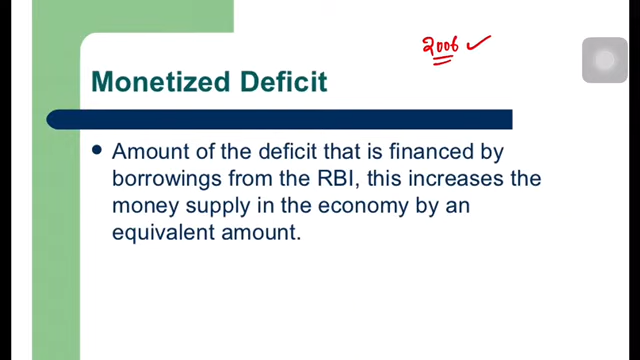 2006
Monetized Deficit
Amount of the deficit that is financed by
borrowings from the RBI, this increases the
money supply in the economy by an
equivalent amount.